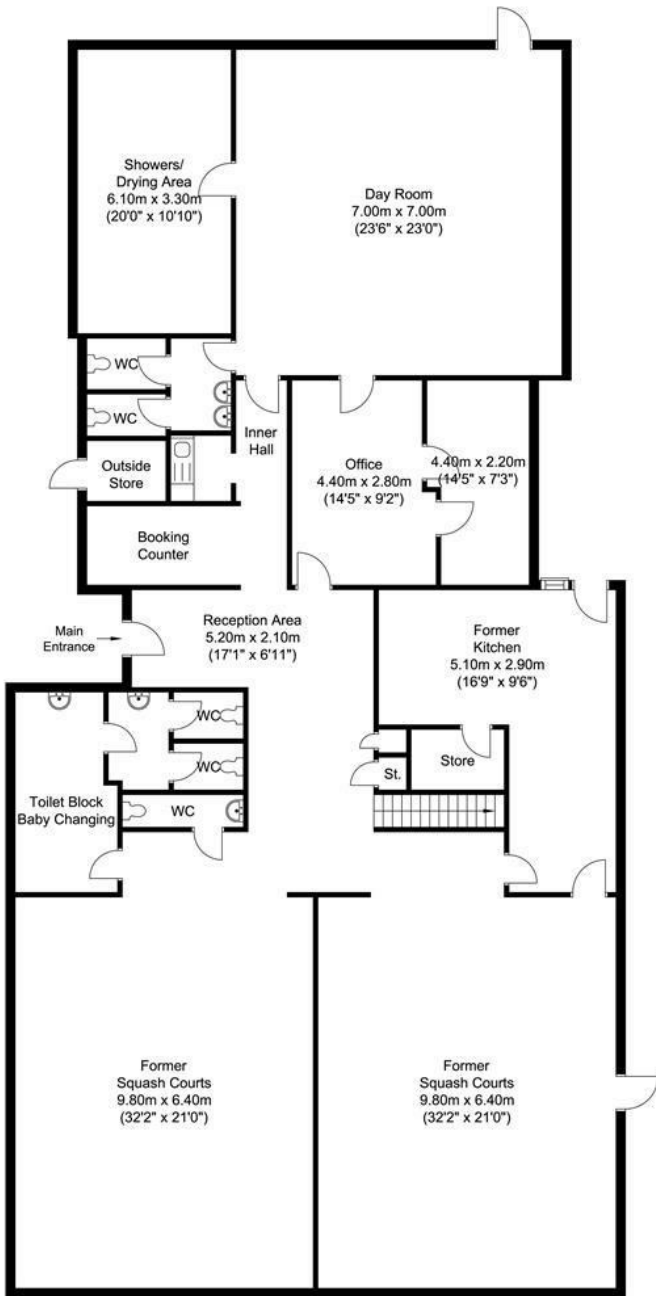 Showers/
Drying Area
6.10m x 3.30m
(20'0" x 10'10")
Day Room
7.00m x 7.00m
(23'6" x 23'0")
WC
WC
Inner
Hall
Outside
Store
Office
4.40m x 2.80m
(14'5" x 9'2")
4.40m x 2.20m
(14'5" x 7'3")
Booking
Counter
Main
Entrance
Reception Area
5.20m x 2.10m
(17'1" x 6'11")
Former
Kitchen
5.10m x 2.90m
(16'9" x 9'6")
WC
WC
St.
Store
Toilet Block
Baby Changing
WC
Former
Squash Courts
9.80m x 6.40m
(32'2" x 21'0")
Former
Squash Courts
9.80m x 6.40m
(32'2" x 21'0")